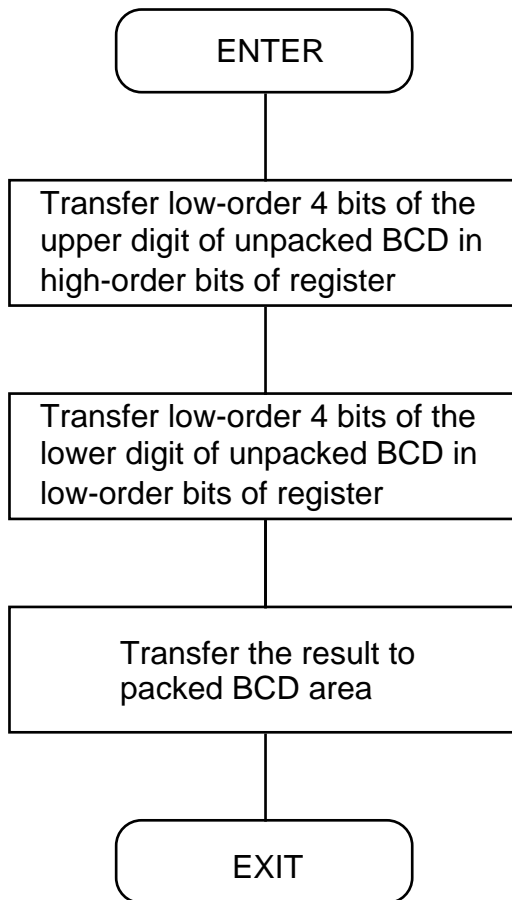 ENTER
Transfer low-order 4 bits of the
upper digit of unpacked BCD in
high-order bits of register
Transfer low-order 4 bits of the
lower digit of unpacked BCD in
low-order bits of register
Transfer the result to
packed BCD area
EXIT